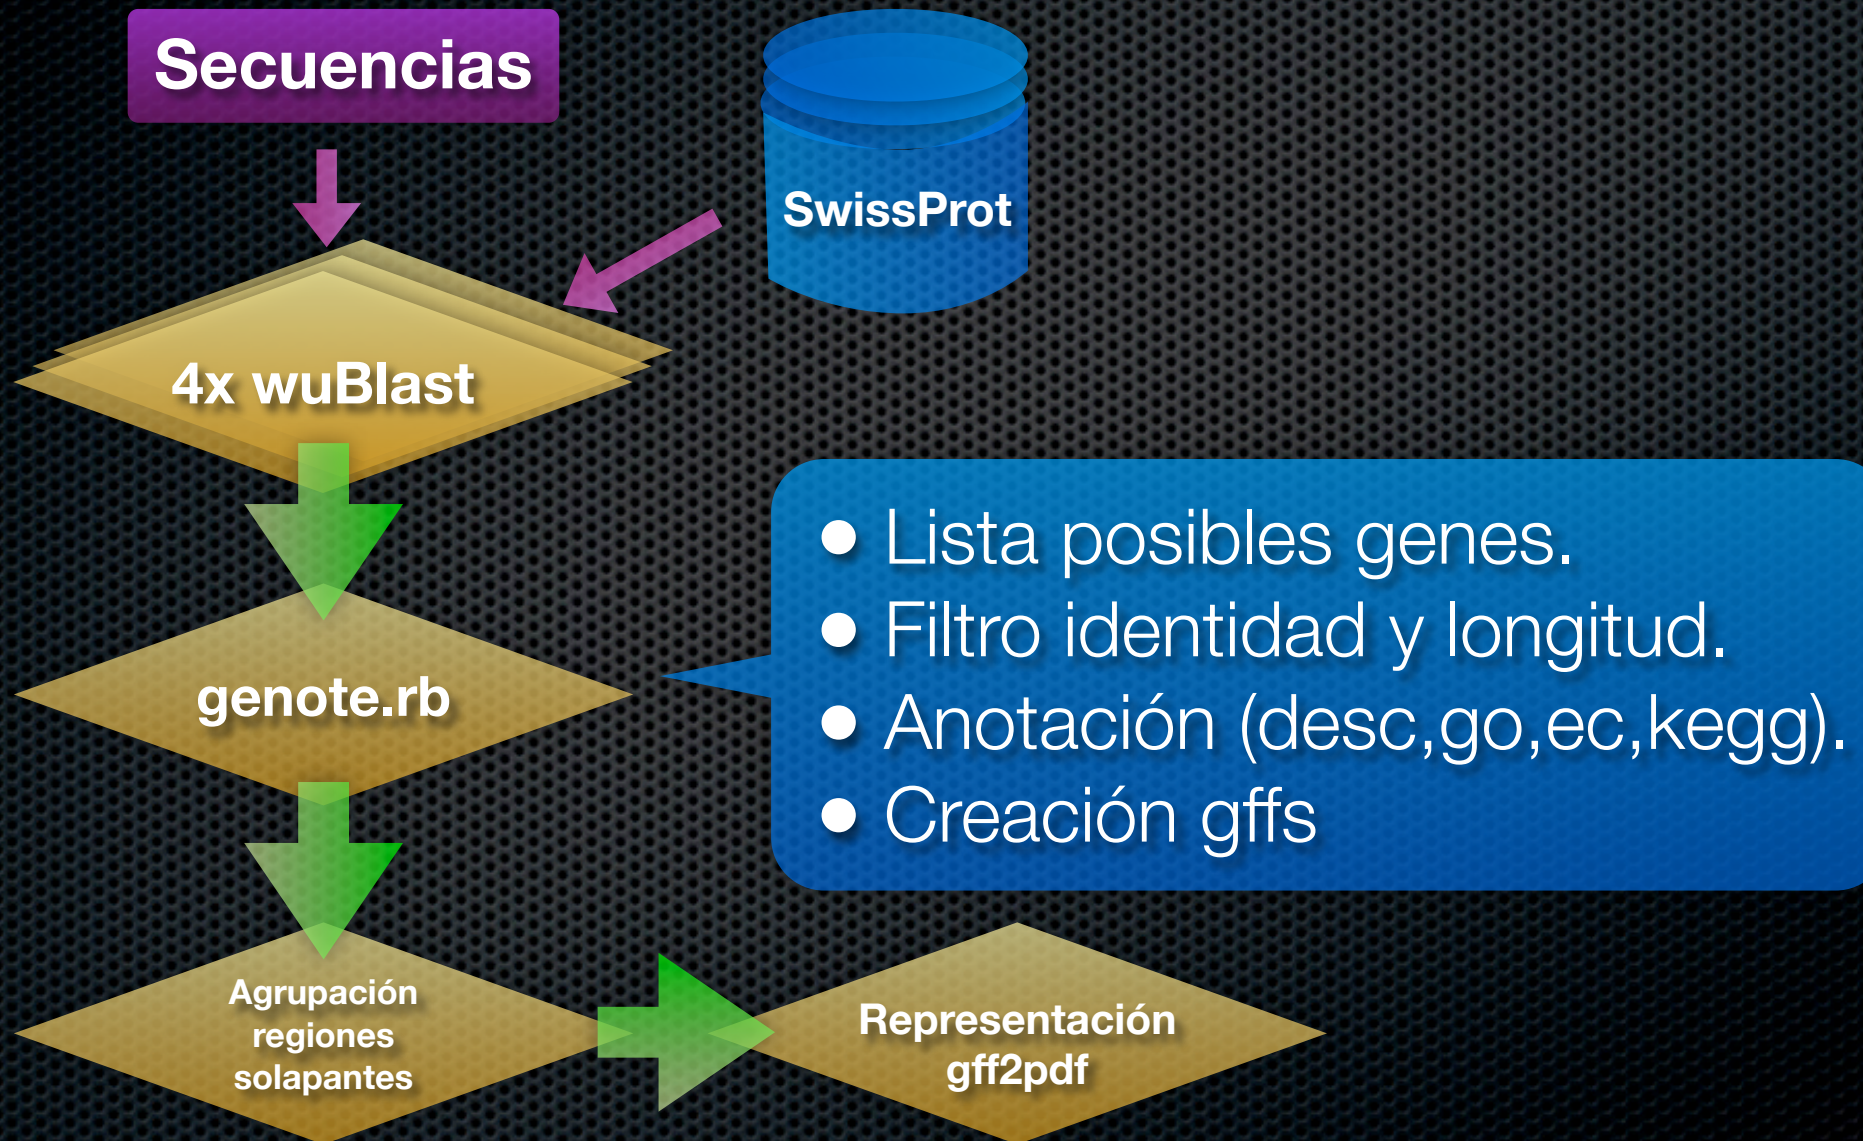 Secuencias
SwissProt
4x wuBlast
genote.rb
● Lista posibles genes.
● Filtro identidad y longitud.
● Anotación (desc,go,ec,kegg).
● Creación gffs
Agrupación
regiones
solapantes
Representación
gff2pdf